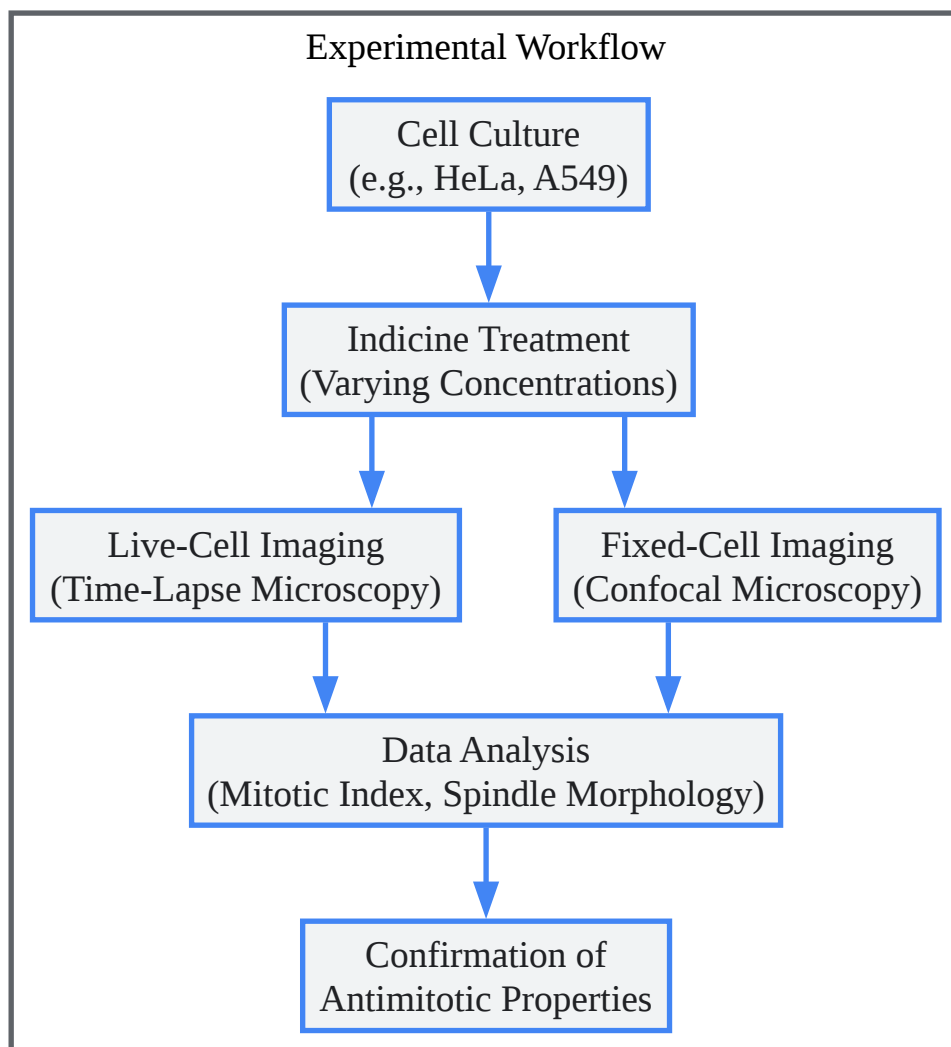 Experimental Workflow
Cell Culture
(e.g., HeLa, A549)
Indicine Treatment
(Varying Concentrations)
Live-Cell Imaging
(Time-Lapse Microscopy)
Fixed-Cell Imaging
(Confocal Microscopy)
Data Analysis
(Mitotic Index, Spindle Morphology)
Confirmation of
Antimitotic Properties